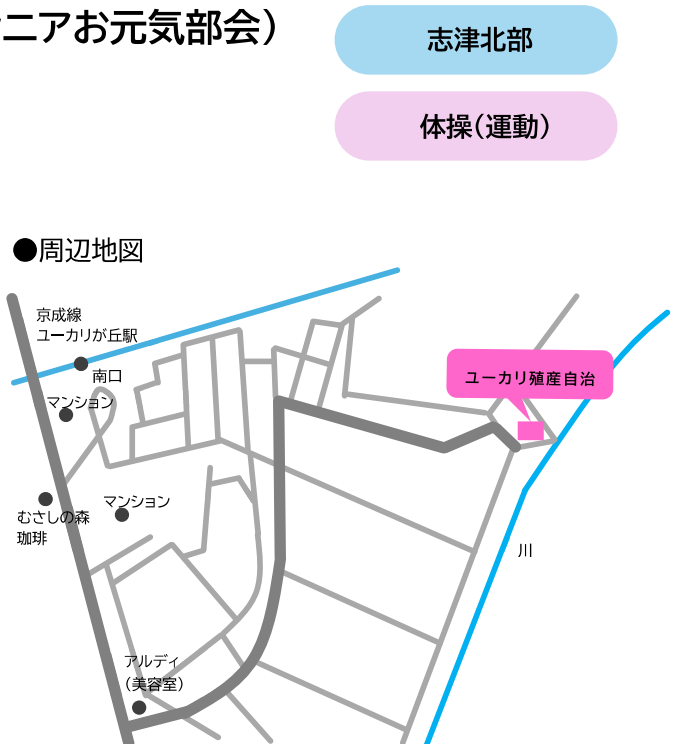 ニアお元気部会）
志津北部
体操（運動）
●周辺地図
京成線
ユーカリが丘駅
南口
マンション
ユーカリ殖産自治
むさしの森
珈琲
マンション
川
アルディ
（美容室）